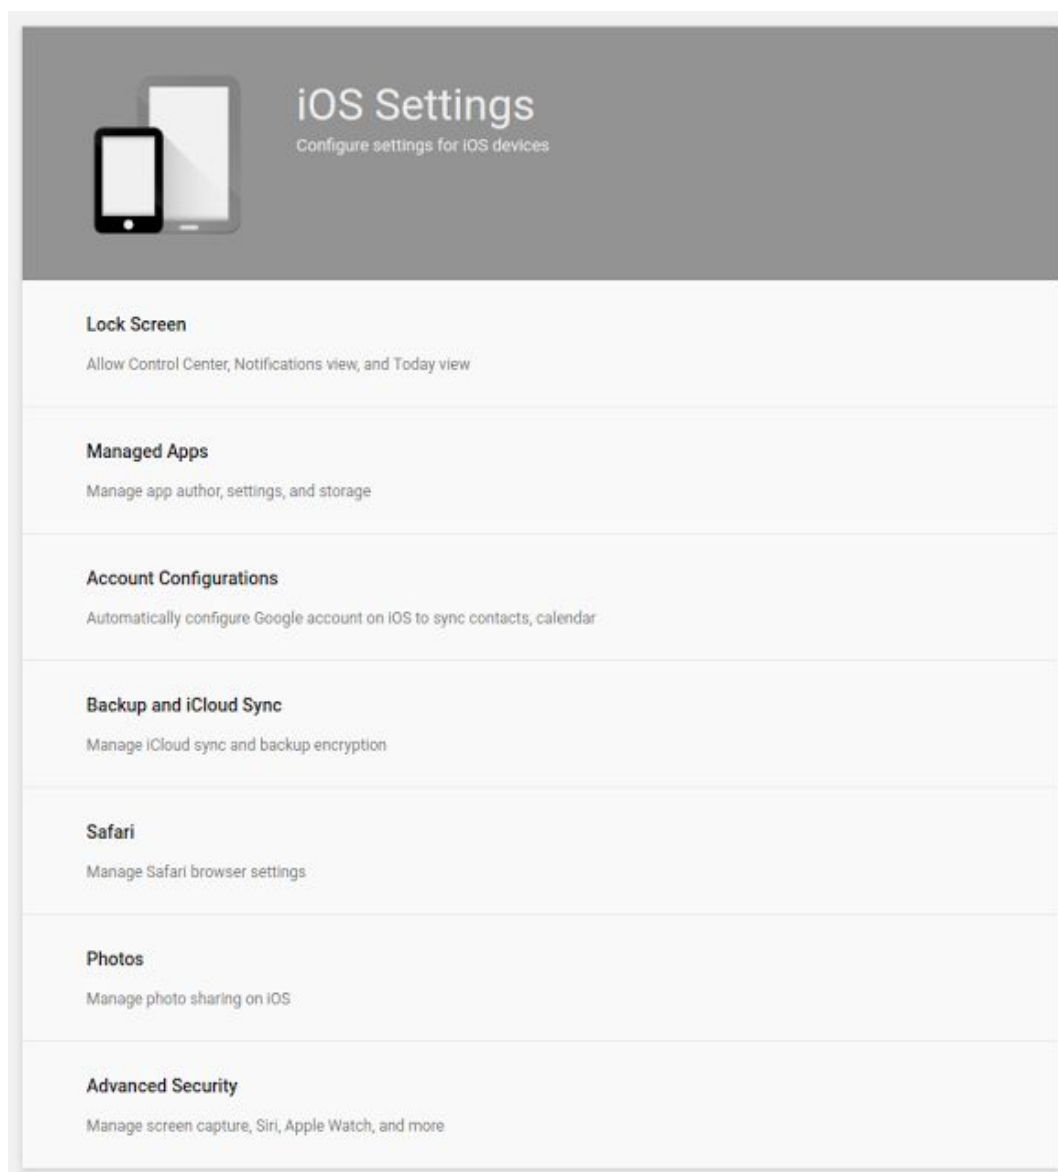 iOS Settings
Configure settings for iOS devices
Lock Screen
Allow Control Center, Notifications view, and Today view
Managed Apps
Manage app author, settings, and storage
Account Configurations
Automatically configure Google account on iOS to sync contacts, calendar
Backup and iCloud Sync
Manage iCloud sync and backup encryption
Safari
Manage Safari browser settings
Photos
Manage photo sharing on iOS
Advanced Security
Manage screen capture, Siri, Apple Watch, and more